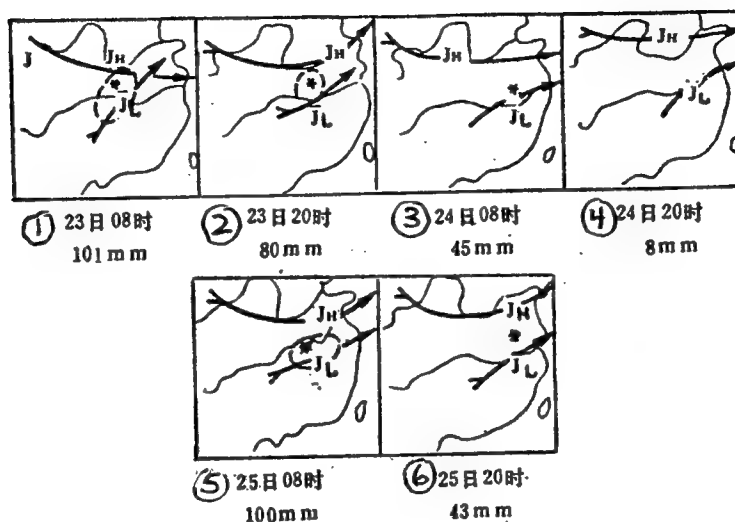 J JH JL
JH JL
JH JL
JH JL
① 23日08时
101mm
② 23日20时
80mm
③ 24日08时
45mm
④ 24日20时
8mm
JH JL
JH JL
⑤ 25日08时
100mm
⑥ 25日20时
43mm